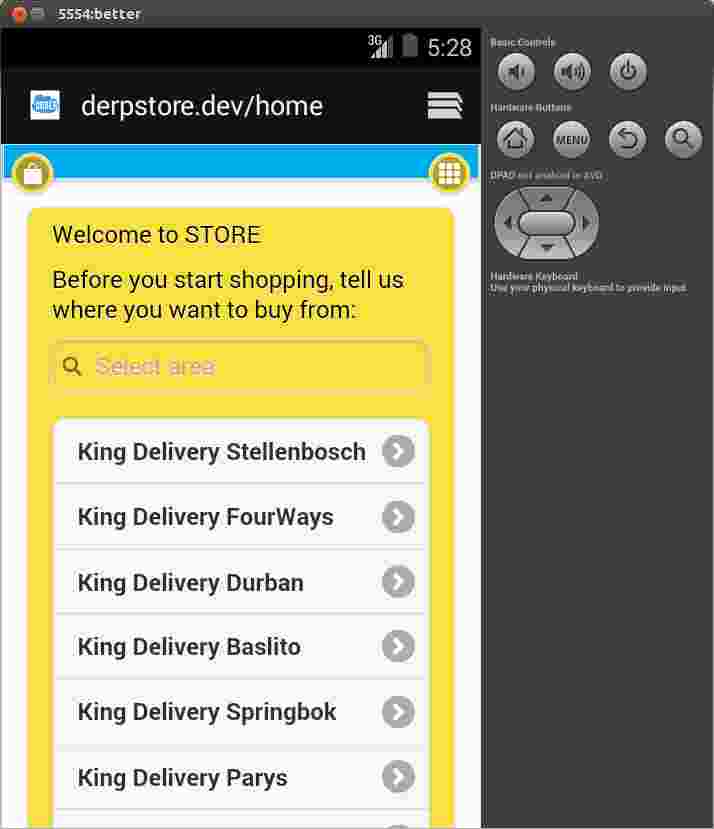 5554:better
3G 5:28
derpstore.dev/home
Welcome to STORE
Before you start shopping, tell us
where you want to buy from:
Select area
King Delivery Stellenbosch
King Delivery FourWays
King Delivery Durban
King Delivery Baslito
King Delivery Springbok
King Delivery Parys
Basic Controls
Hardware Buttons
MENU
DPAD not enabled in AVD
Hardware Keyboard
Use your physical keyboard to provide input